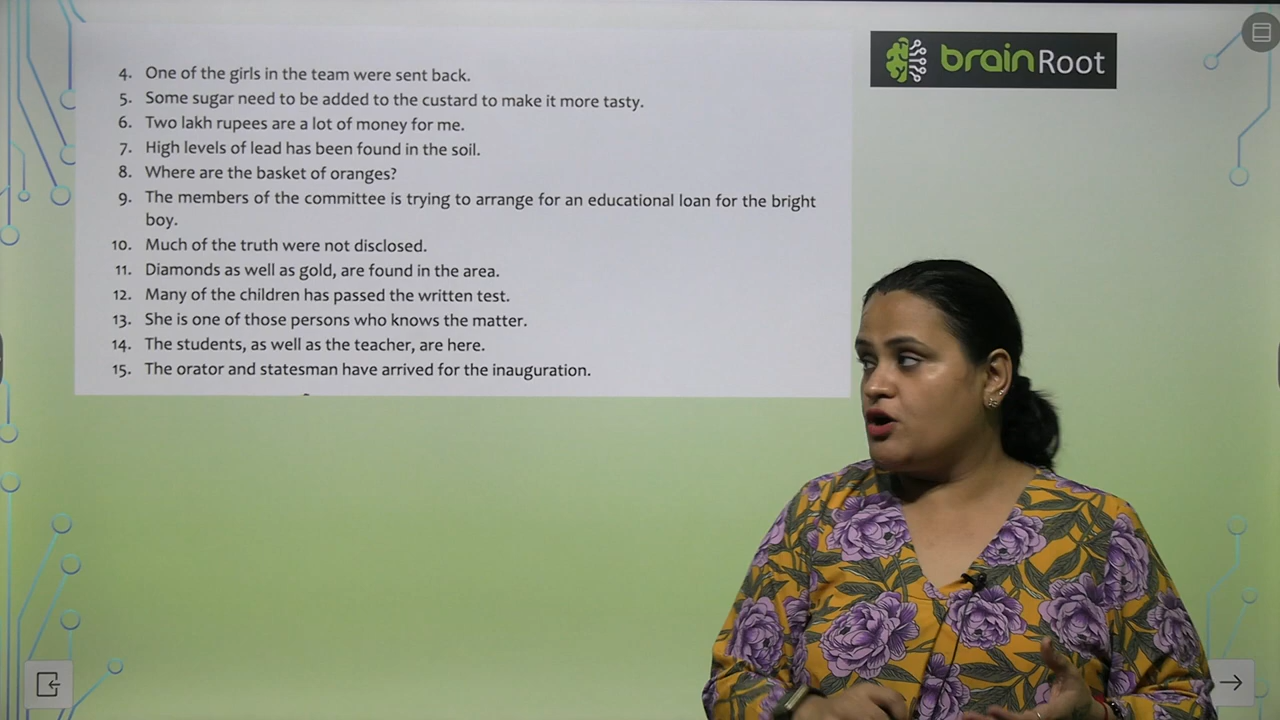 brainRoot
4. One of the girls in the team were sent back.
5. Some sugar need to be added to the custard to make it more tasty.
6. Two lakh rupees are a lot of money for me.
7. High levels of lead has been found in the soil.
8. Where are the basket of oranges?
9. The members of the committee is trying to arrange for an educational loan for the bright
boy.
10. Much of the truth were not disclosed.
11. Diamonds as well as gold, are found in the area.
12. Many of the children has passed the written test.
13. She is one of those persons who knows the matter.
14. The students, as well as the teacher, are here.
15. The orator and statesman have arrived for the inauguration.